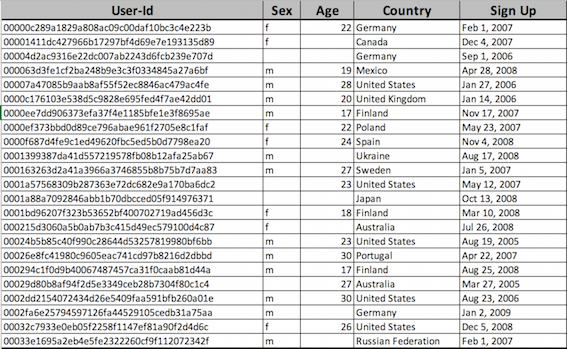 User-Id Sex Age Country Sign Up
00000c289a1829a808ac09c00daf10bc3c4e223b f 22 Germany Feb 1, 2007
00001411dc427966b17297bf4d69e7e193135d89 f Canada Dec 4, 2007
00004d2ac9316e22dc007ab2243d6fcb239e707d Germany Sep 1, 2006
000063d3fe1cf2ba248b9e3c3f0334845a27a6bf m 19 Mexico Apr 28, 2008
00007a47085b9aab8af55f52ec8846ac479ac4fe m 28 United States Jan 27, 2006
0000c176103e538d5c9828e695fed4f7ae42dd01 m 20 United Kingdom Jan 14, 2006
0000ee7dd906373efa37f4e1185bfe1e3f8695ae m 17 Finland Nov 17, 2007
0000ef373bbd0d89ce796abae961f2705e8c1faf f 22 Poland May 23, 2007
0000f687d4fe9c1ed49620fbc5ed5b0d7798ea20 f 24 Spain Nov 4, 2008
0001399387da41d557219578fb08b12afa25ab67 m Ukraine Aug 17, 2008
000163263d2a41a3966a3746855b8b75b7d7aa83 m 27 Sweden Jan 5, 2007
0001a57568309b287363e72dc682e9a170ba6dc2 23 United States May 12, 2007
0001a88a7092846abb1b70dbcced05f914976371 Japan Oct 13, 2008
0001bd96207f323b53652bf400702719ad456d3c f 18 Finland Mar 10, 2008
000215d3060a5b0ab7b3c415d49ec579100d4c87 f Australia Jul 26, 2008
00024b5b85c40f990c28644d53257819980bf6bb m 23 United States Aug 19, 2005
00026e8fc41980c9605eac741cd97b8216d2dbbd m 30 Portugal Apr 22, 2007
000294c1f0d9b40067487457ca31f0caab81d44a m 17 Finland Aug 25, 2008
00029d80b8af94f2d5e3349ceb28b7304f80c1c4 27 Australia Mar 27, 2005
0002dd2154072434d26e5409faa591bfb260a01e m 30 United States Aug 23, 2006
0002fa6e25794597126fa44529105cedb31a75aa m Germany Jan 2, 2009
00032c7933e0eb05f2258f1147ef81a90f2d4d6c f 26 United States Dec 5, 2008
00033e1695a2eb4e5fe2322260cf9f112072342f m Russian Federation Feb 1, 2007